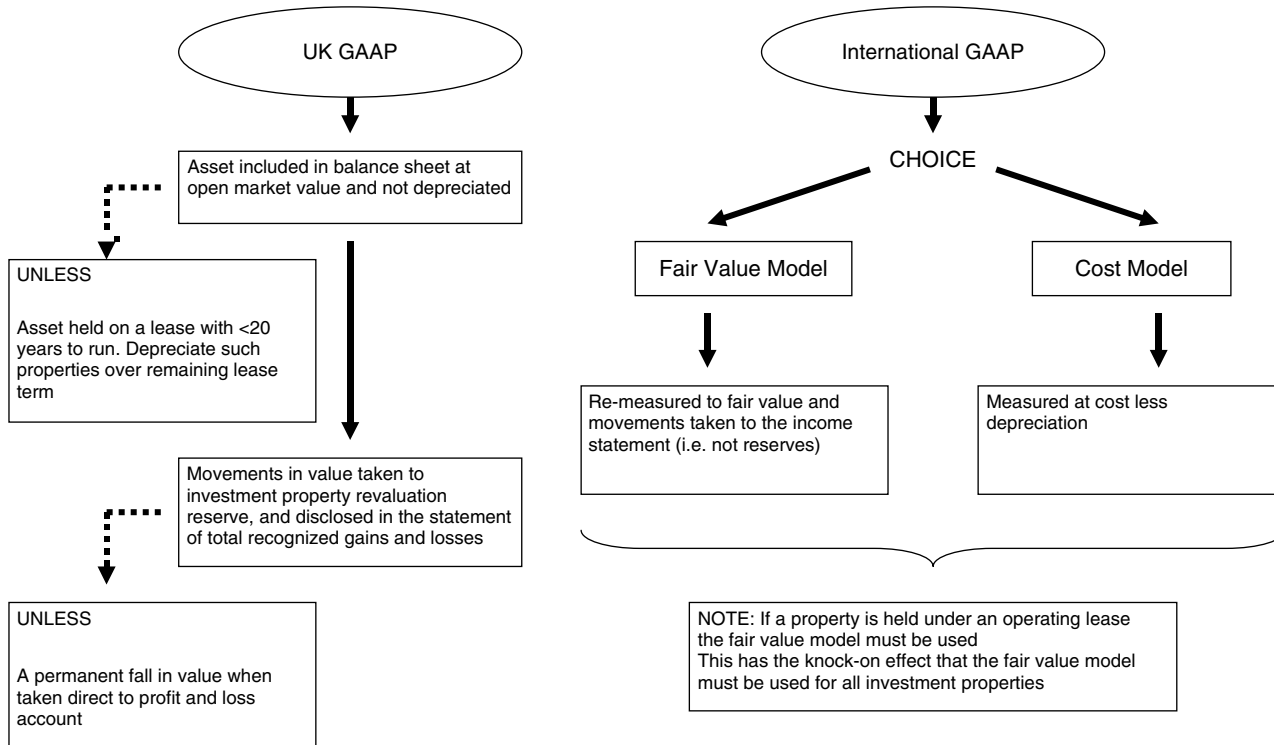 UK GAAP
Asset included in balance sheet at
open market value and not depreciated
UNLESS
Asset held on a lease with <20
years to run. Depreciate such
properties over remaining lease
term
Movements in value taken to
investment property revaluation
reserve, and disclosed in the statement
of total recognized gains and losses
UNLESS
A permanent fall in value when
taken direct to profit and loss
account
International GAAP
CHOICE
Fair Value Model
Cost Model
Re-measured to fair value and
movements taken to the income
statement (i.e. not reserves)
Measured at cost less
depreciation
NOTE: If a property is held under an operating lease
the fair value model must be used
This has the knock-on effect that the fair value model
must be used for all investment properties